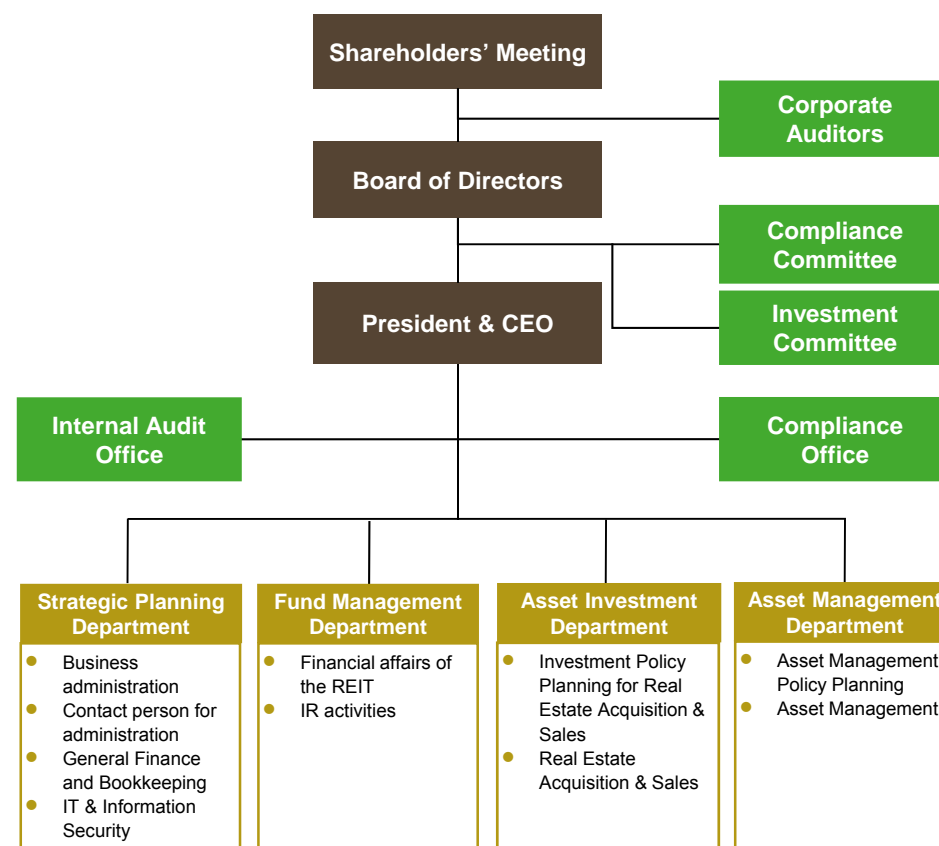 Shareholders' Meeting
Corporate
Auditors
Board of Directors
Compliance
Committee
President & CEO
Investment
Committee
Internal Audit
Office
Compliance
Office
Strategic Planning
Department
● Business
administration
● Contact person for
administration
● General Finance
and Bookkeeping
● IT & Information
Security
Fund Management
Department
● Financial affairs of
the REIT
● IR activities
Asset Investment
Department
● Investment Policy
Planning for Real
Estate Acquisition &
Sales
● Real Estate
Acquisition & Sales
Asset Management
Department
● Asset Management
Policy Planning
● Asset Management